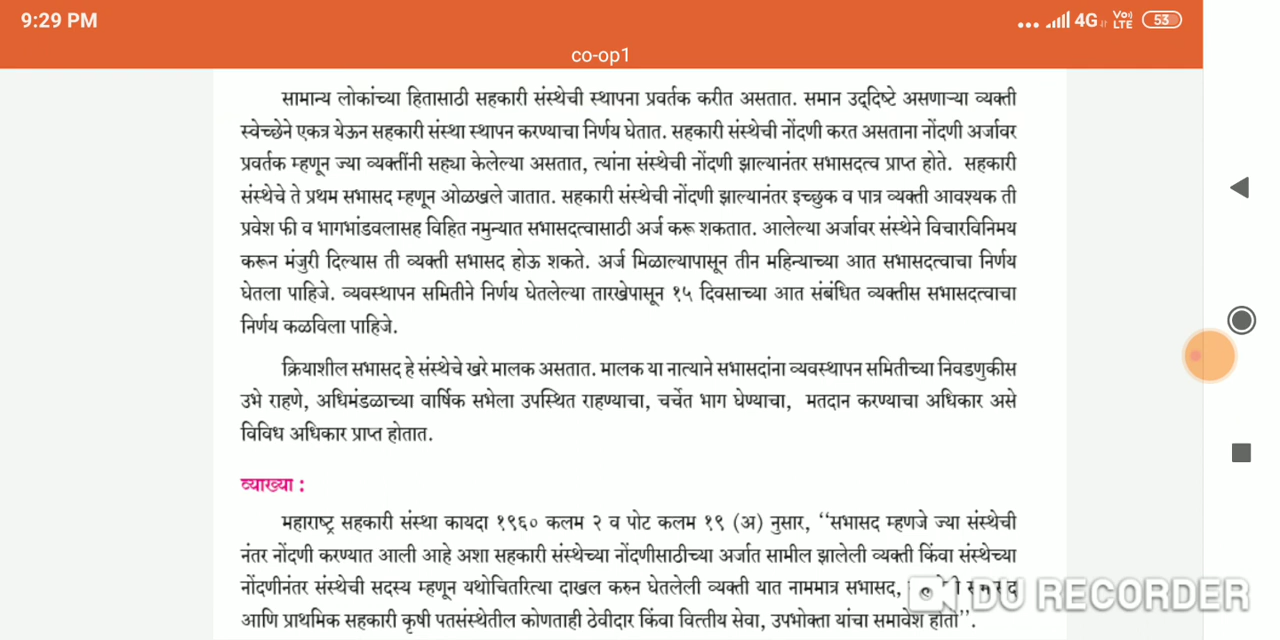 9:29 PM
4G
Vo) LTE
53
co-op1
सामान्य लोकांच्या हितासाठी सहकारी संस्थेची स्थापना प्रवर्तक करीत असतात. समान उद्दिष्टे असणाऱ्या व्यक्ती
स्वेच्छेने एकत्र येऊन सहकारी संस्था स्थापन करण्याचा निर्णय घेतात. सहकारी संस्थेची नोंदणी करत असताना नोंदणी अर्जावर
प्रवर्तक म्हणून ज्या व्यक्तींनी सह्या केलेल्या असतात, त्यांना संस्थेची नोंदणी झाल्यानंतर सभासदत्व प्राप्त होते. सहकारी
संस्थेचे ते प्रथम सभासद म्हणून ओळखले जातात. सहकारी संस्थेची नोंदणी झाल्यानंतर इच्छुक व पात्र व्यक्ती आवश्यक ती
प्रवेश फी व भागभांडवलासह विहित नमुन्यात सभासदत्वासाठी अर्ज करू शकतात. आलेल्या अर्जावर संस्थेने विचारविनिमय
करून मंजुरी दिल्यास ती व्यक्ती सभासद होऊ शकते. अर्ज मिळाल्यापासून तीन महिन्याच्या आत सभासदत्वाचा निर्णय
घेतला पाहिजे. व्यवस्थापन समितीने निर्णय घेतलेल्या तारखेपासून १५ दिवसाच्या आत संबंधित व्यक्तीस सभासदत्वाचा
निर्णय कळविला पाहिजे.
क्रियाशील सभासद हे संस्थेचे खरे मालक असतात. मालक या नात्याने सभासदांना व्यवस्थापन समितीच्या निवडणुकीस
उभे राहणे, अधिमंडळाच्या वार्षिक सभेला उपस्थित राहण्याचा, चर्चेत भाग घेण्याचा, मतदान करण्याचा अधिकार असे
विविध अधिकार प्राप्त होतात.
व्याख्या :
महाराष्ट्र सहकारी संस्था कायदा १९६० कलम २ व पोट कलम १९ (अ) नुसार, ‘‘सभासद म्हणजे ज्या संस्थेची
नंतर नोंदणी करण्यात आली आहे अशा सहकारी संस्थेच्या नोंदणीसाठीच्या अर्जात सामील झालेली व्यक्ती किंवा संस्थेच्या
नोंदणीनंतर संस्थेची सदस्य म्हणून यथोचितरित्या दाखल करुन घेतलेली व्यक्ती यात नाममात्र सभासद,
आणि प्राथमिक सहकारी कृषी पतसंस्थेतील कोणताही ठेवीदार किंवा वित्तीय सेवा, उपभोक्ता यांचा समावेश होतो’’.
DU RECORDER